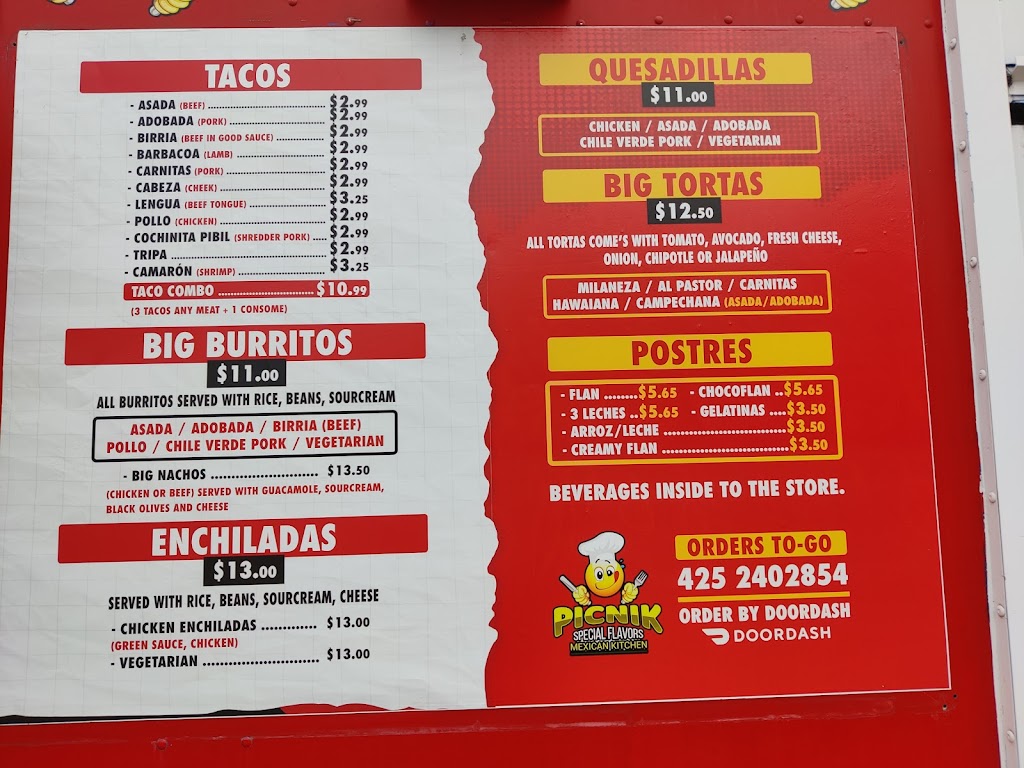 TACOS
- ASADA (BEEF) ........ $2.99
- ADOBADA (PORK) ........ $2.99
- BIRRIA (BEEF IN GOOD SAUCE) ........ $2.99
- BARBACOA (LAMB) ........ $2.99
- CARNITAS (PORK) ........ $2.99
- CABEZA (CHEEK) ........ $2.99
- LENGUA (BEEF TONGUE) ........ $3.25
- POLLO (CHICKEN) ........ $2.99
- COCHINITA PIBIL (SHREDDER PORK) ..... $2.99
- TRIPA ........ $2.99
- CAMARÓN (SHRIMP) ........ $3.25
TACO COMBO ........ $10.99
(3 TACOS ANY MEAT + 1 CONSOME)
BIG BURRITOS
$11.00
ALL BURRITOS SERVED WITH RICE, BEANS, SOURCREAM
ASADA / ADOBADA / BIRRIA (BEEF)
POLLO / CHILE VERDE PORK / VEGETARIAN
- BIG NACHOS ........ $13.50
(CHICKEN OR BEEF) SERVED WITH GUACAMOLE, SOURCREAM,
BLACK OLIVES AND CHEESE
ENCHILADAS
$13.00
SERVED WITH RICE, BEANS, SOURCREAM, CHEESE
- CHICKEN ENCHILADAS ........ $13.00
(GREEN SAUCE, CHICKEN)
- VEGETARIAN ........ $13.00
QUESADILLAS
$11.00
CHICKEN / ASADA / ADOBADA
CHILE VERDE PORK / VEGETARIAN
BIG TORTAS
$12.50
ALL TORTAS COME'S WITH TOMATO, AVOCADO, FRESH CHEESE,
ONION, CHIPOTLE OR JALAPEÑO
MILANEZA / AL PASTOR / CARNITAS
HAWAIANA / CAMPECHANA (ASADA/ADOBADA)
POSTRES
- FLAN ........ $5.65 - CHOCOFLAN .. $5.65
- 3 LECHES .. $5.65 - GELATINAS .... $3.50
- ARROZ/LECHE ........ $3.50
- CREAMY FLAN ........ $3.50
BEVERAGES INSIDE TO THE STORE.
PICNIK
SPECIAL FLAVORS
MEXICAN KITCHEN
ORDERS TO-GO
425 2402854
ORDER BY DOORDASH
DOORDASH